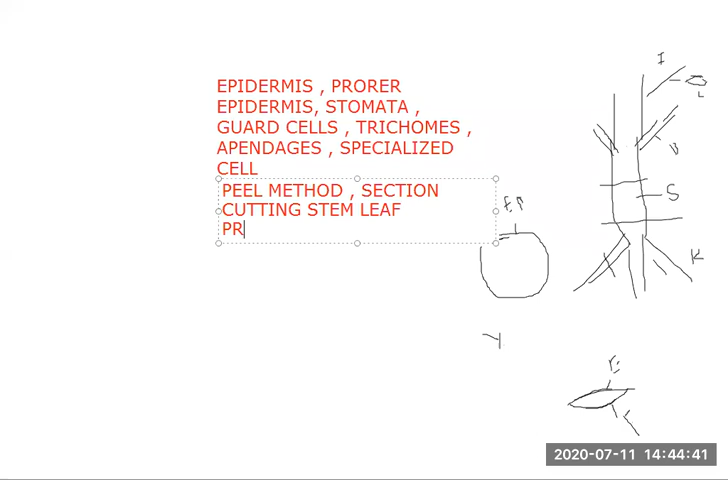 EPIDERMIS , PRORER
EPIDERMIS, STOMATA ,
GUARD CELLS , TRICHOMES ,
APENDAGES , SPECIALIZED
CELL
PEEL METHOD , SECTION
CUTTING STEM LEAF
PR
I
L
B
S
EP
R
2020-07-11 14:44:41